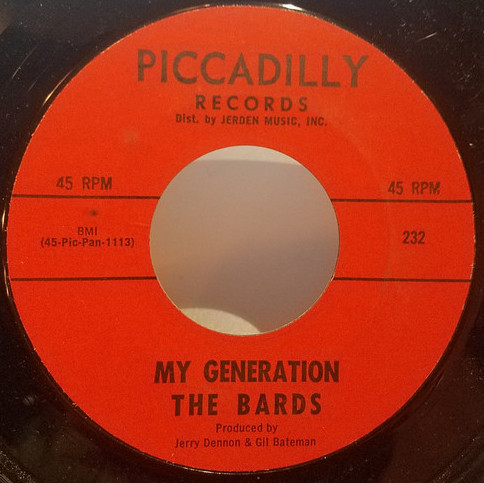 PICCADILLY
RECORDS
Dist. by JERDEN MUSIC, INC.
45 RPM
45 RPM
BMI
(45-Pic-Pan-1113)
232
MY GENERATION
THE BARDS
Produced by
Jerry Dennon & Gil Bateman